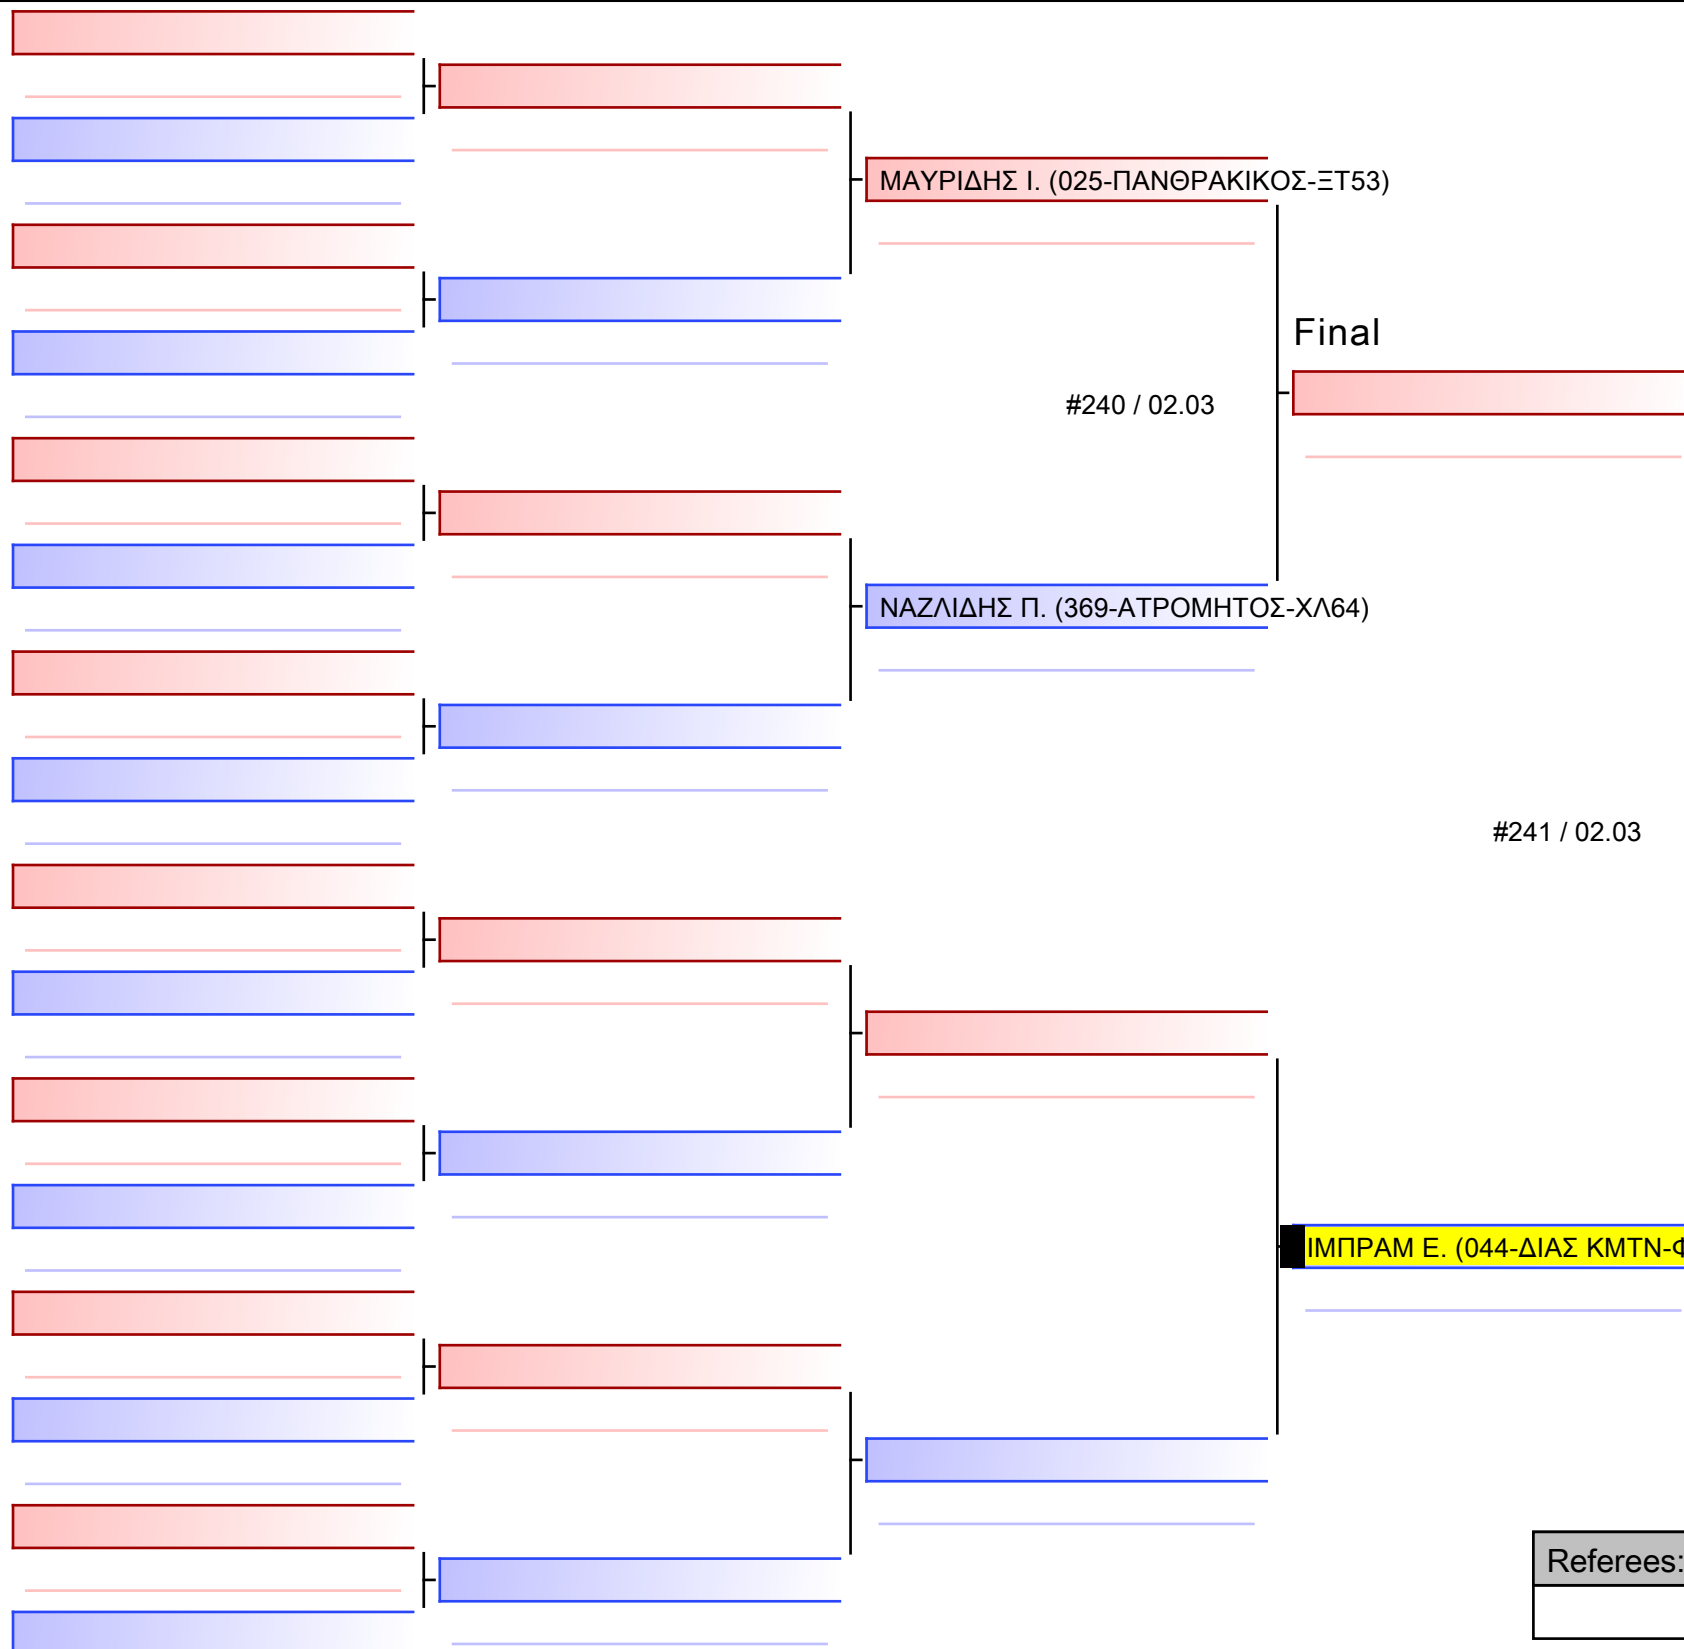 ΜΑΥΡΙΔΗΣ Ι. (025-ΠΑΝΘΡΑΚΙΚΟΣ-ΞΤ53)
Final
#240 / 02.03
ΝΑΖΛΙΔΗΣ Π. (369-ΑΤΡΟΜΗΤΟΣ-ΧΛ64)
#241 / 02.03
ΙΜΠΡΑΜ Ε. (044-ΔΙΑΣ ΚΜΤΝ-
Referees: